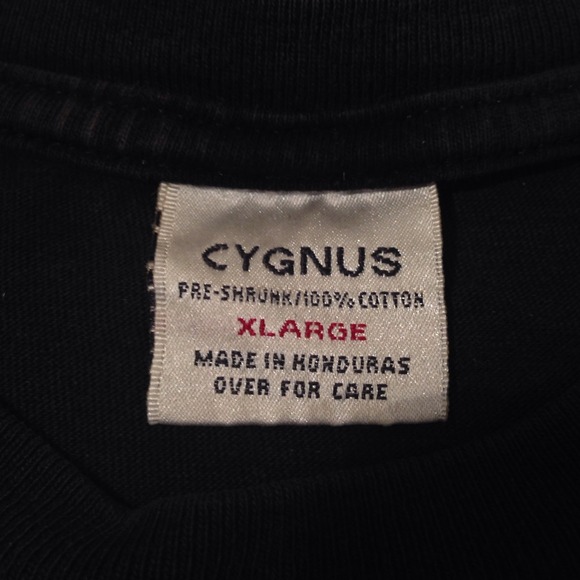 CYGNUS
PRE-SHRUNK/100% COTTON
XLARGE
MADE IN HONDURAS
OVER FOR CARE